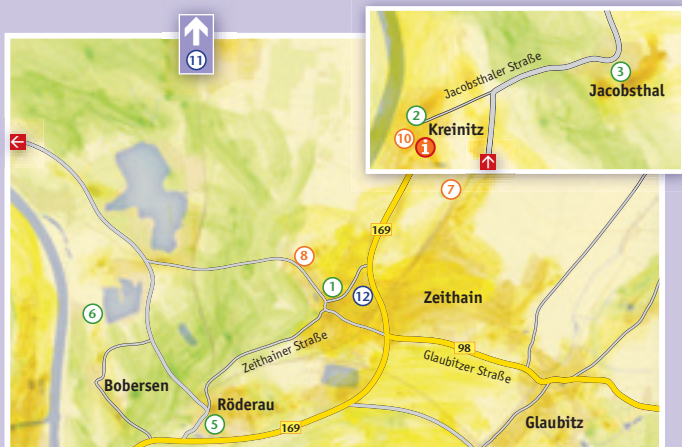 11
Jacobsthaler Straße
3
Jacobsthal
2
Kreinitz
10
i
7
169
8
1
12
Zeithain
6
Zeithainer Straße
98
Glaubitzer Straße
Bobersen
Röderau
5
169
Glaubitz